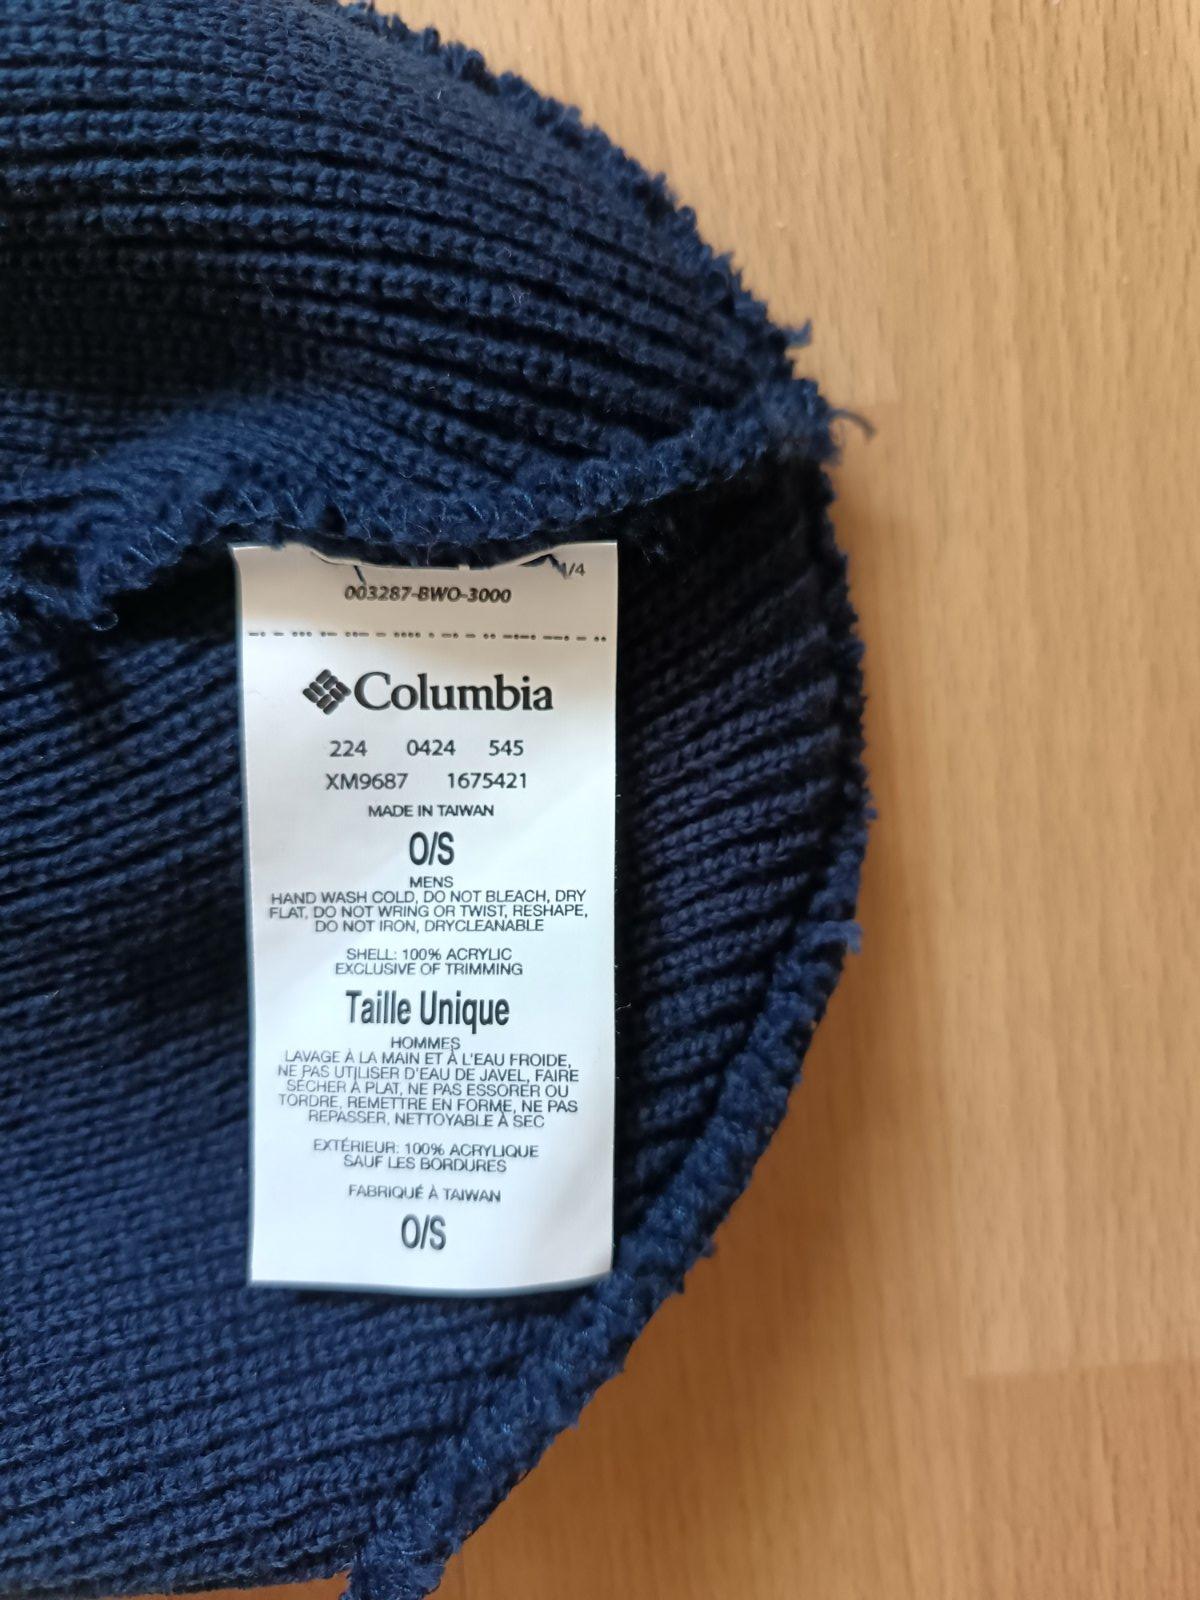 1/4
003287-BWO-3000
Columbia
224 0424 545
XM9687 1675421
MADE IN TAIWAN
O/S
MENS
HAND WASH COLD, DO NOT BLEACH, DRY
FLAT, DO NOT WRING OR TWIST, RESHAPE,
DO NOT IRON, DRYCLEANABLE
SHELL: 100% ACRYLIC
EXCLUSIVE OF TRIMMING
Taille Unique
HOMMES
LAVAGE À LA MAIN ET À L'EAU FROIDE,
NE PAS UTILISER D'EAU DE JAVEL, FAIRE
SÉCHER À PLAT, NE PAS ESSORER OU
TORDRE, REMETTRE EN FORME, NE PAS
REPASSER, NETTOYABLE À SEC
EXTÉRIEUR: 100% ACRYLIQUE
SAUF LES BORDURES
FABRIQUÉ À TAIWAN
O/S